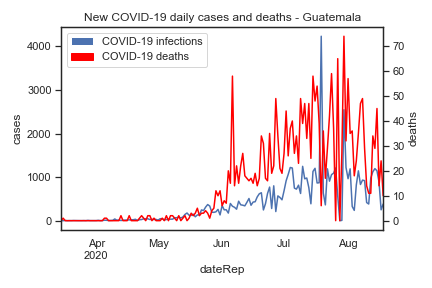 New COVID-19 daily cases and deaths - Guatemala
COVID-19 infections
COVID-19 deaths
4000
3000
2000
1000
0
cases
70
60
50
40
30
20
10
0
deaths
Apr
2020
May
Jun
Jul
Aug
dateRep